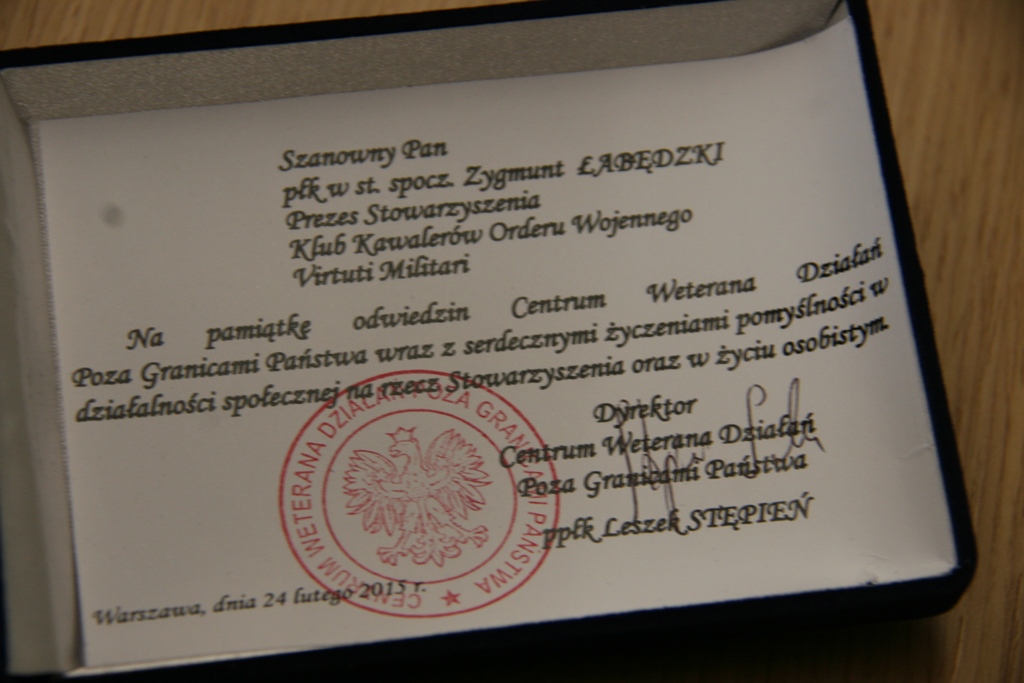 Szanowny Pan
płk w st. spocz. Zygmunt ŁABĘDZKI
Prezes Stowarzyszenia
Klub Kawalerów Orderu Wojennego
Virtuti Militari
Na pamiątkę odwiedzin Centrum Weterana Działań
Poza Granicami Państwa wraz z serdecznymi życzeniami pomyślności w
działalności społecznej na rzecz Stowarzyszenia oraz w życiu osobistym.
Dyrektor
Centrum Weterana Działań
Poza Granicami Państwa
ppłk Leszek STĘPIEŃ
CENTRUM WETERANA DZIAŁAŃ POZA GRANICAMI PAŃSTWA
Warszawa, dnia 24 lutego 2015 r.